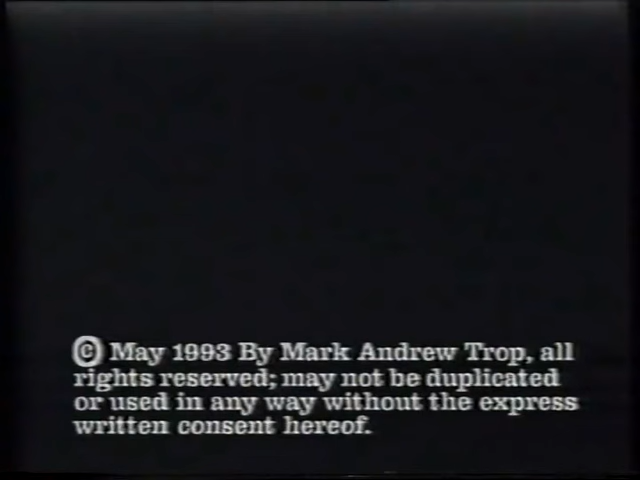 © May 1993 By Mark Andrew Trop, all
rights reserved; may not be duplicated
or used in any way without the express
written consent hereof.